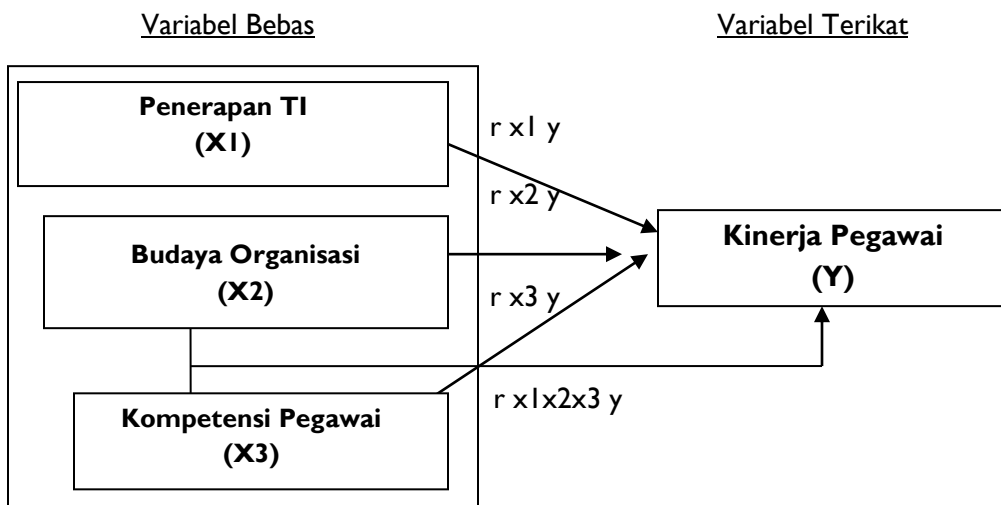 Variabel Bebas
Variabel Terikat
Penerapan TI
(X1)
r x1 y
r x2 y
Budaya Organisasi
(X2)
Kinerja Pegawai
(Y)
r x3 y
Kompetensi Pegawai
(X3)
r x1x2x3 y